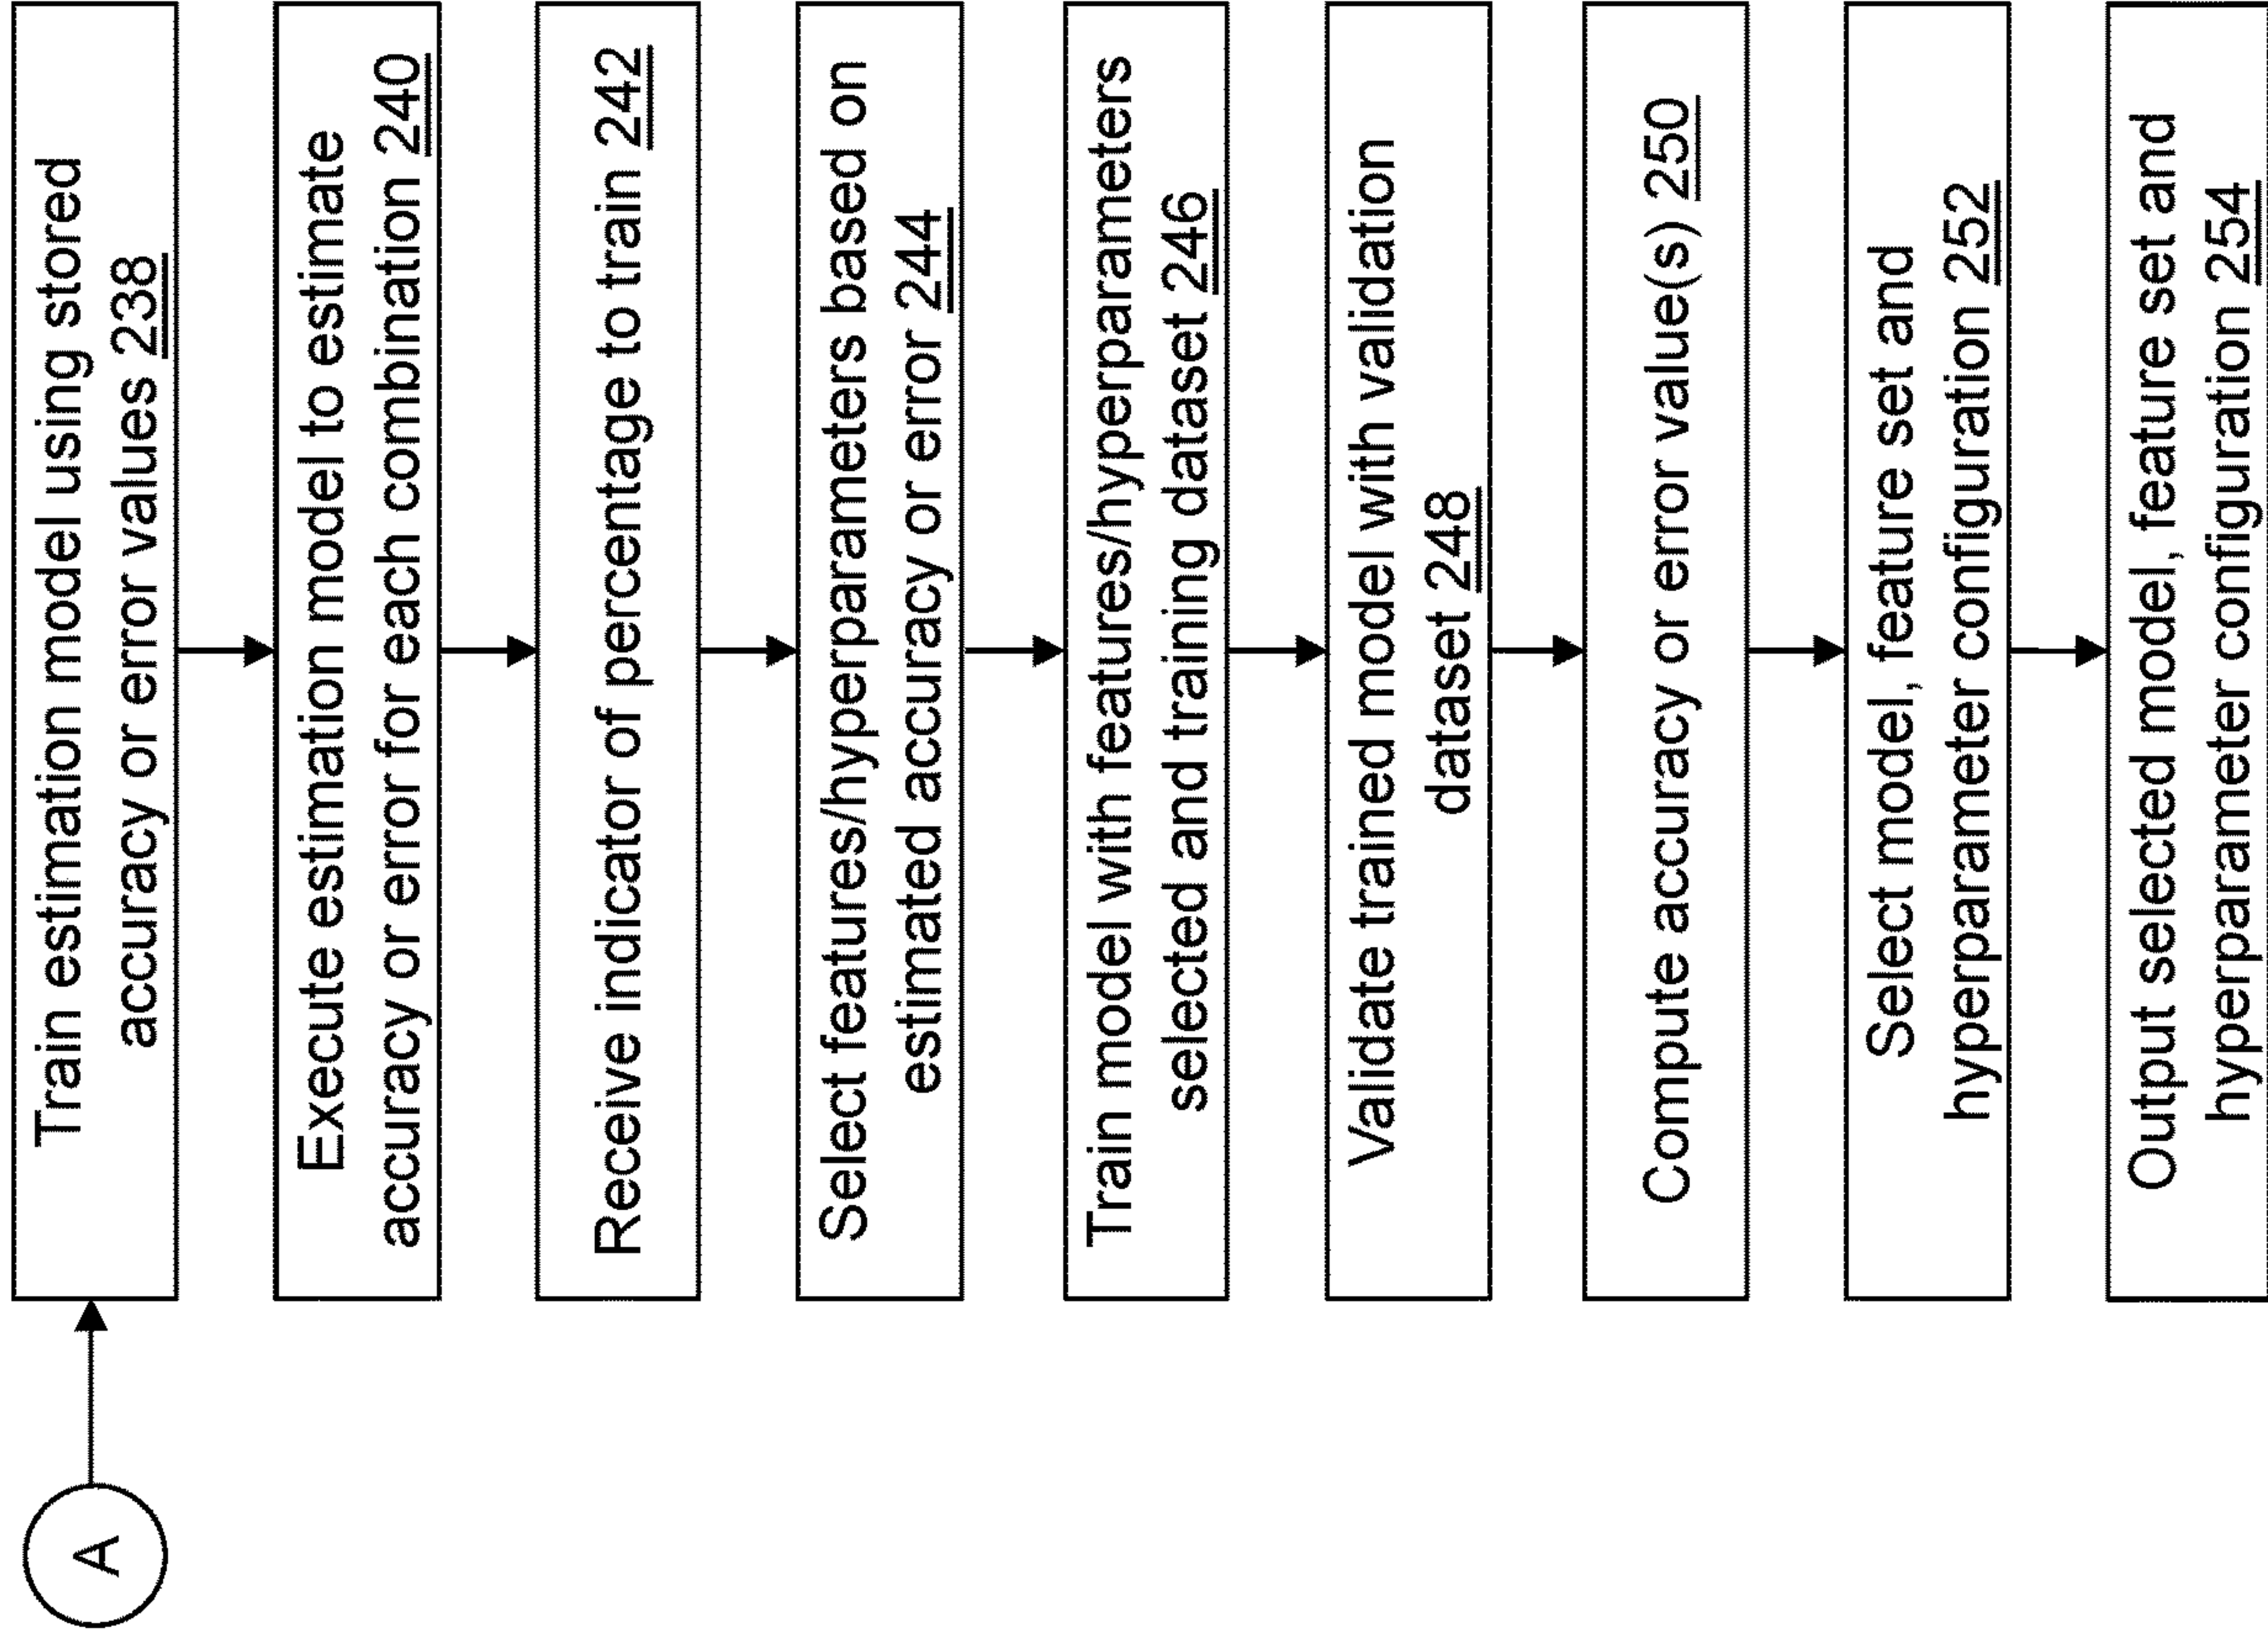 A
Train estimation model using stored
accuracy or error values 238
Execute estimation model to estimate
accuracy or error for each combination 240
Receive indicator of percentage to train 242
Select features/hyperparameters based on
estimated accuracy or error 244
Train model with features/hyperparameters
selected and training dataset 246
Validate trained model with validation
dataset 248
Compute accuracy or error value(s) 250
Select model, feature set and
hyperparameter configuration 252
Output selected model, feature set and
hyperparameter configuration 254